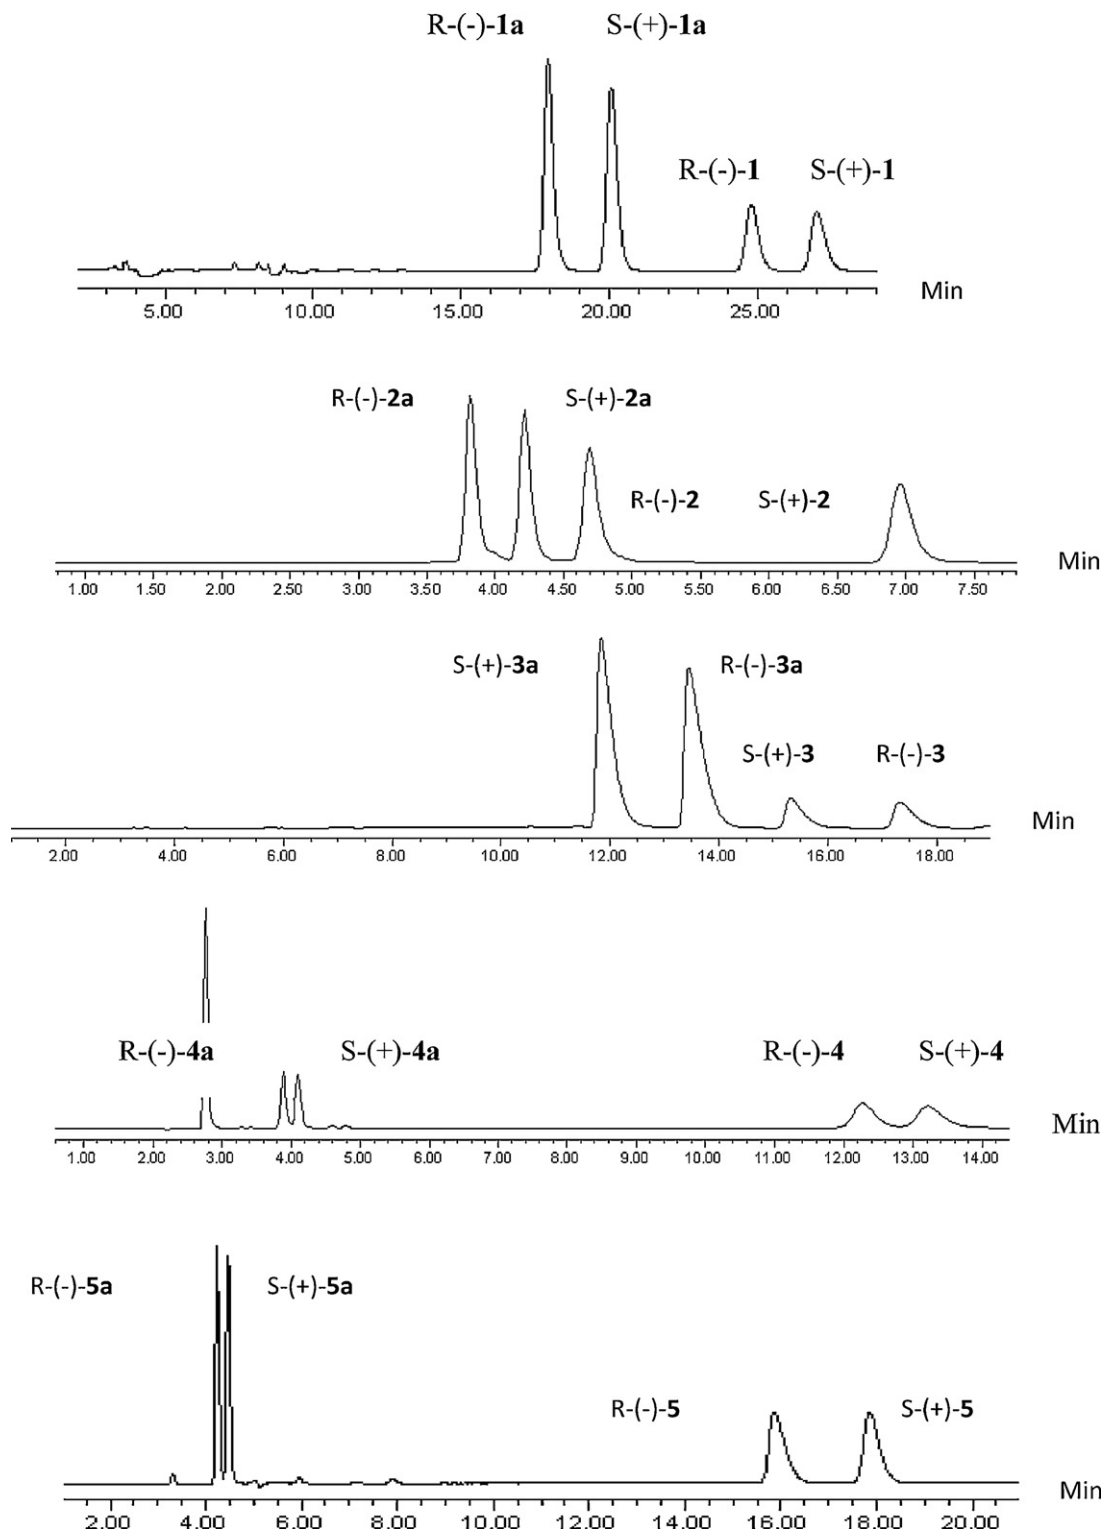 R-(-)-1a S-(+)-1a
R-(-)-1 S-(+)-1
Min
5.00 10.00 15.00 20.00 25.00
R-(-)-2a S-(+)-2a
R-(-)-2 S-(+)-2
Min
1.00 1.50 2.00 2.50 3.00 3.50 4.00 4.50 5.00 5.50 6.00 6.50 7.00 7.50
S-(+)-3a R-(-)-3a
S-(+)-3 R-(-)-3
Min
2.00 4.00 6.00 8.00 10.00 12.00 14.00 16.00 18.00
R-(-)-4a S-(+)-4a R-(-)-4 S-(+)-4
Min
1.00 2.00 3.00 4.00 5.00 6.00 7.00 8.00 9.00 10.00 11.00 12.00 13.00 14.00
R-(-)-5a S-(+)-5a
R-(-)-5 S-(+)-5
Min
2.00 4.00 6.00 8.00 10.00 12.00 14.00 16.00 18.00 20.00